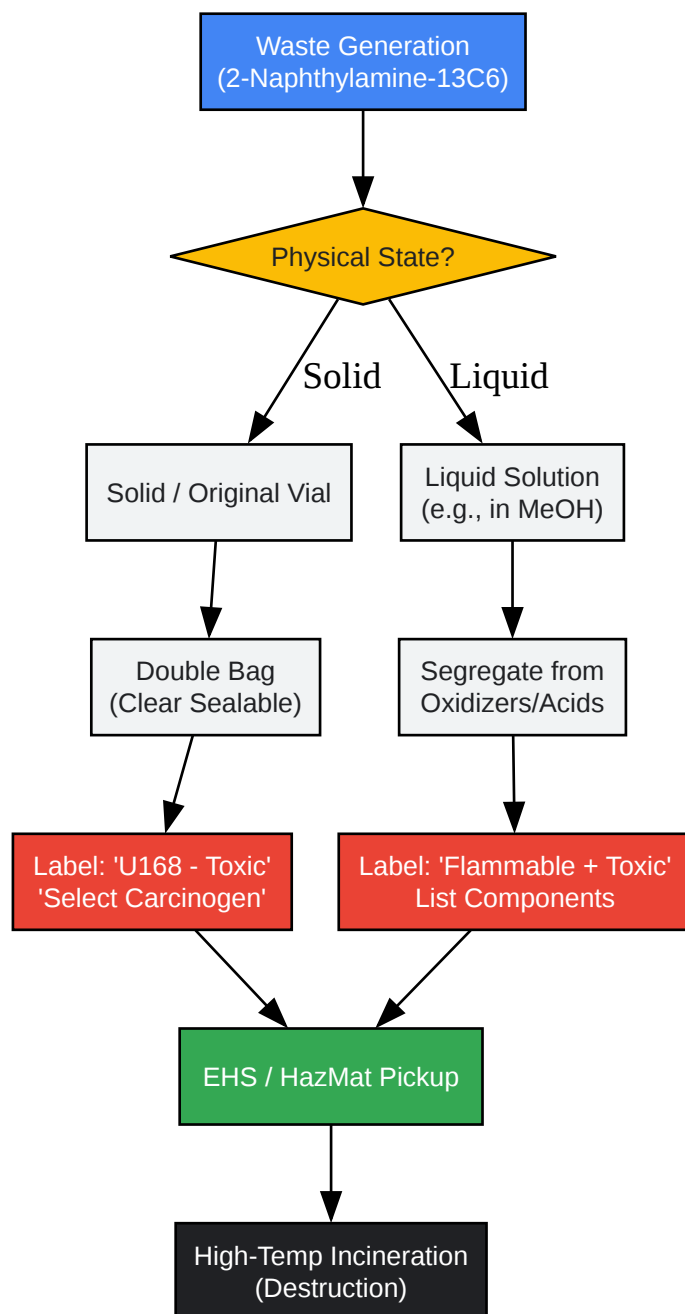 Waste Generation
(2-Naphthylamine-13C6)
Physical State?
Solid
Liquid
Solid / Original Vial
Liquid Solution
(e.g., in MeOH)
Double Bag
(Clear Sealable)
Segregate from
Oxidizers/Acids
Label: 'U168 - Toxic'
'Select Carcinogen'
Label: 'Flammable + Toxic'
List Components
EHS / HazMat Pickup
High-Temp Incineration
(Destruction)